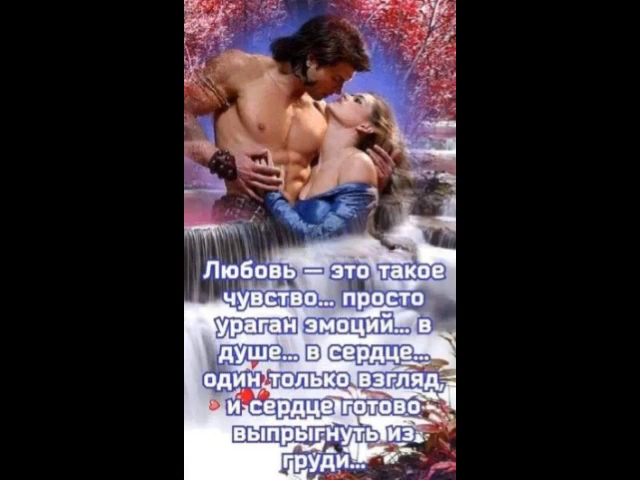 Любовь — это такое
чувство... просто
ураган эмоций... в
душе... в сердце...
один только взгляд,
и сердце готово
выпрыгнуть из
груди...